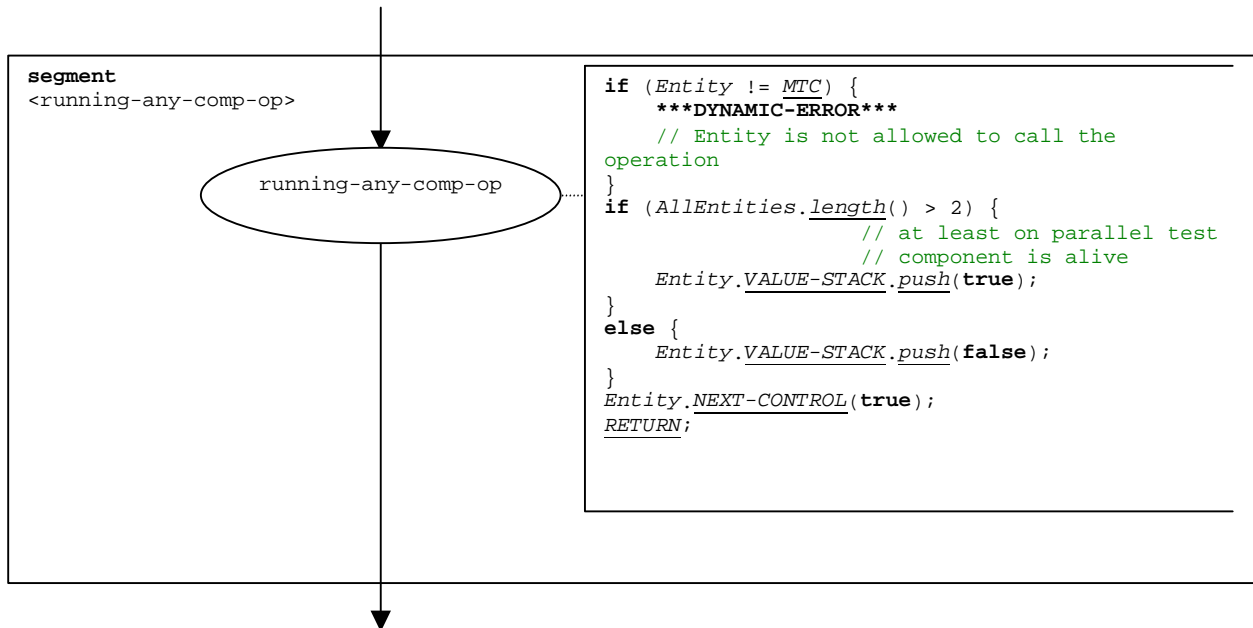 segment
<running-any-comp-op>
running-any-comp-op
if (Entity != MTC) {
***DYNAMIC-ERROR***
// Entity is not allowed to call the
operation
}
if (AllEntities.length() > 2) {
// at least on parallel test
// component is alive
Entity.VALUE-STACK.push(true);
}
else {
Entity.VALUE-STACK.push(false);
}
Entity.NEXT-CONTROL(true);
RETURN;